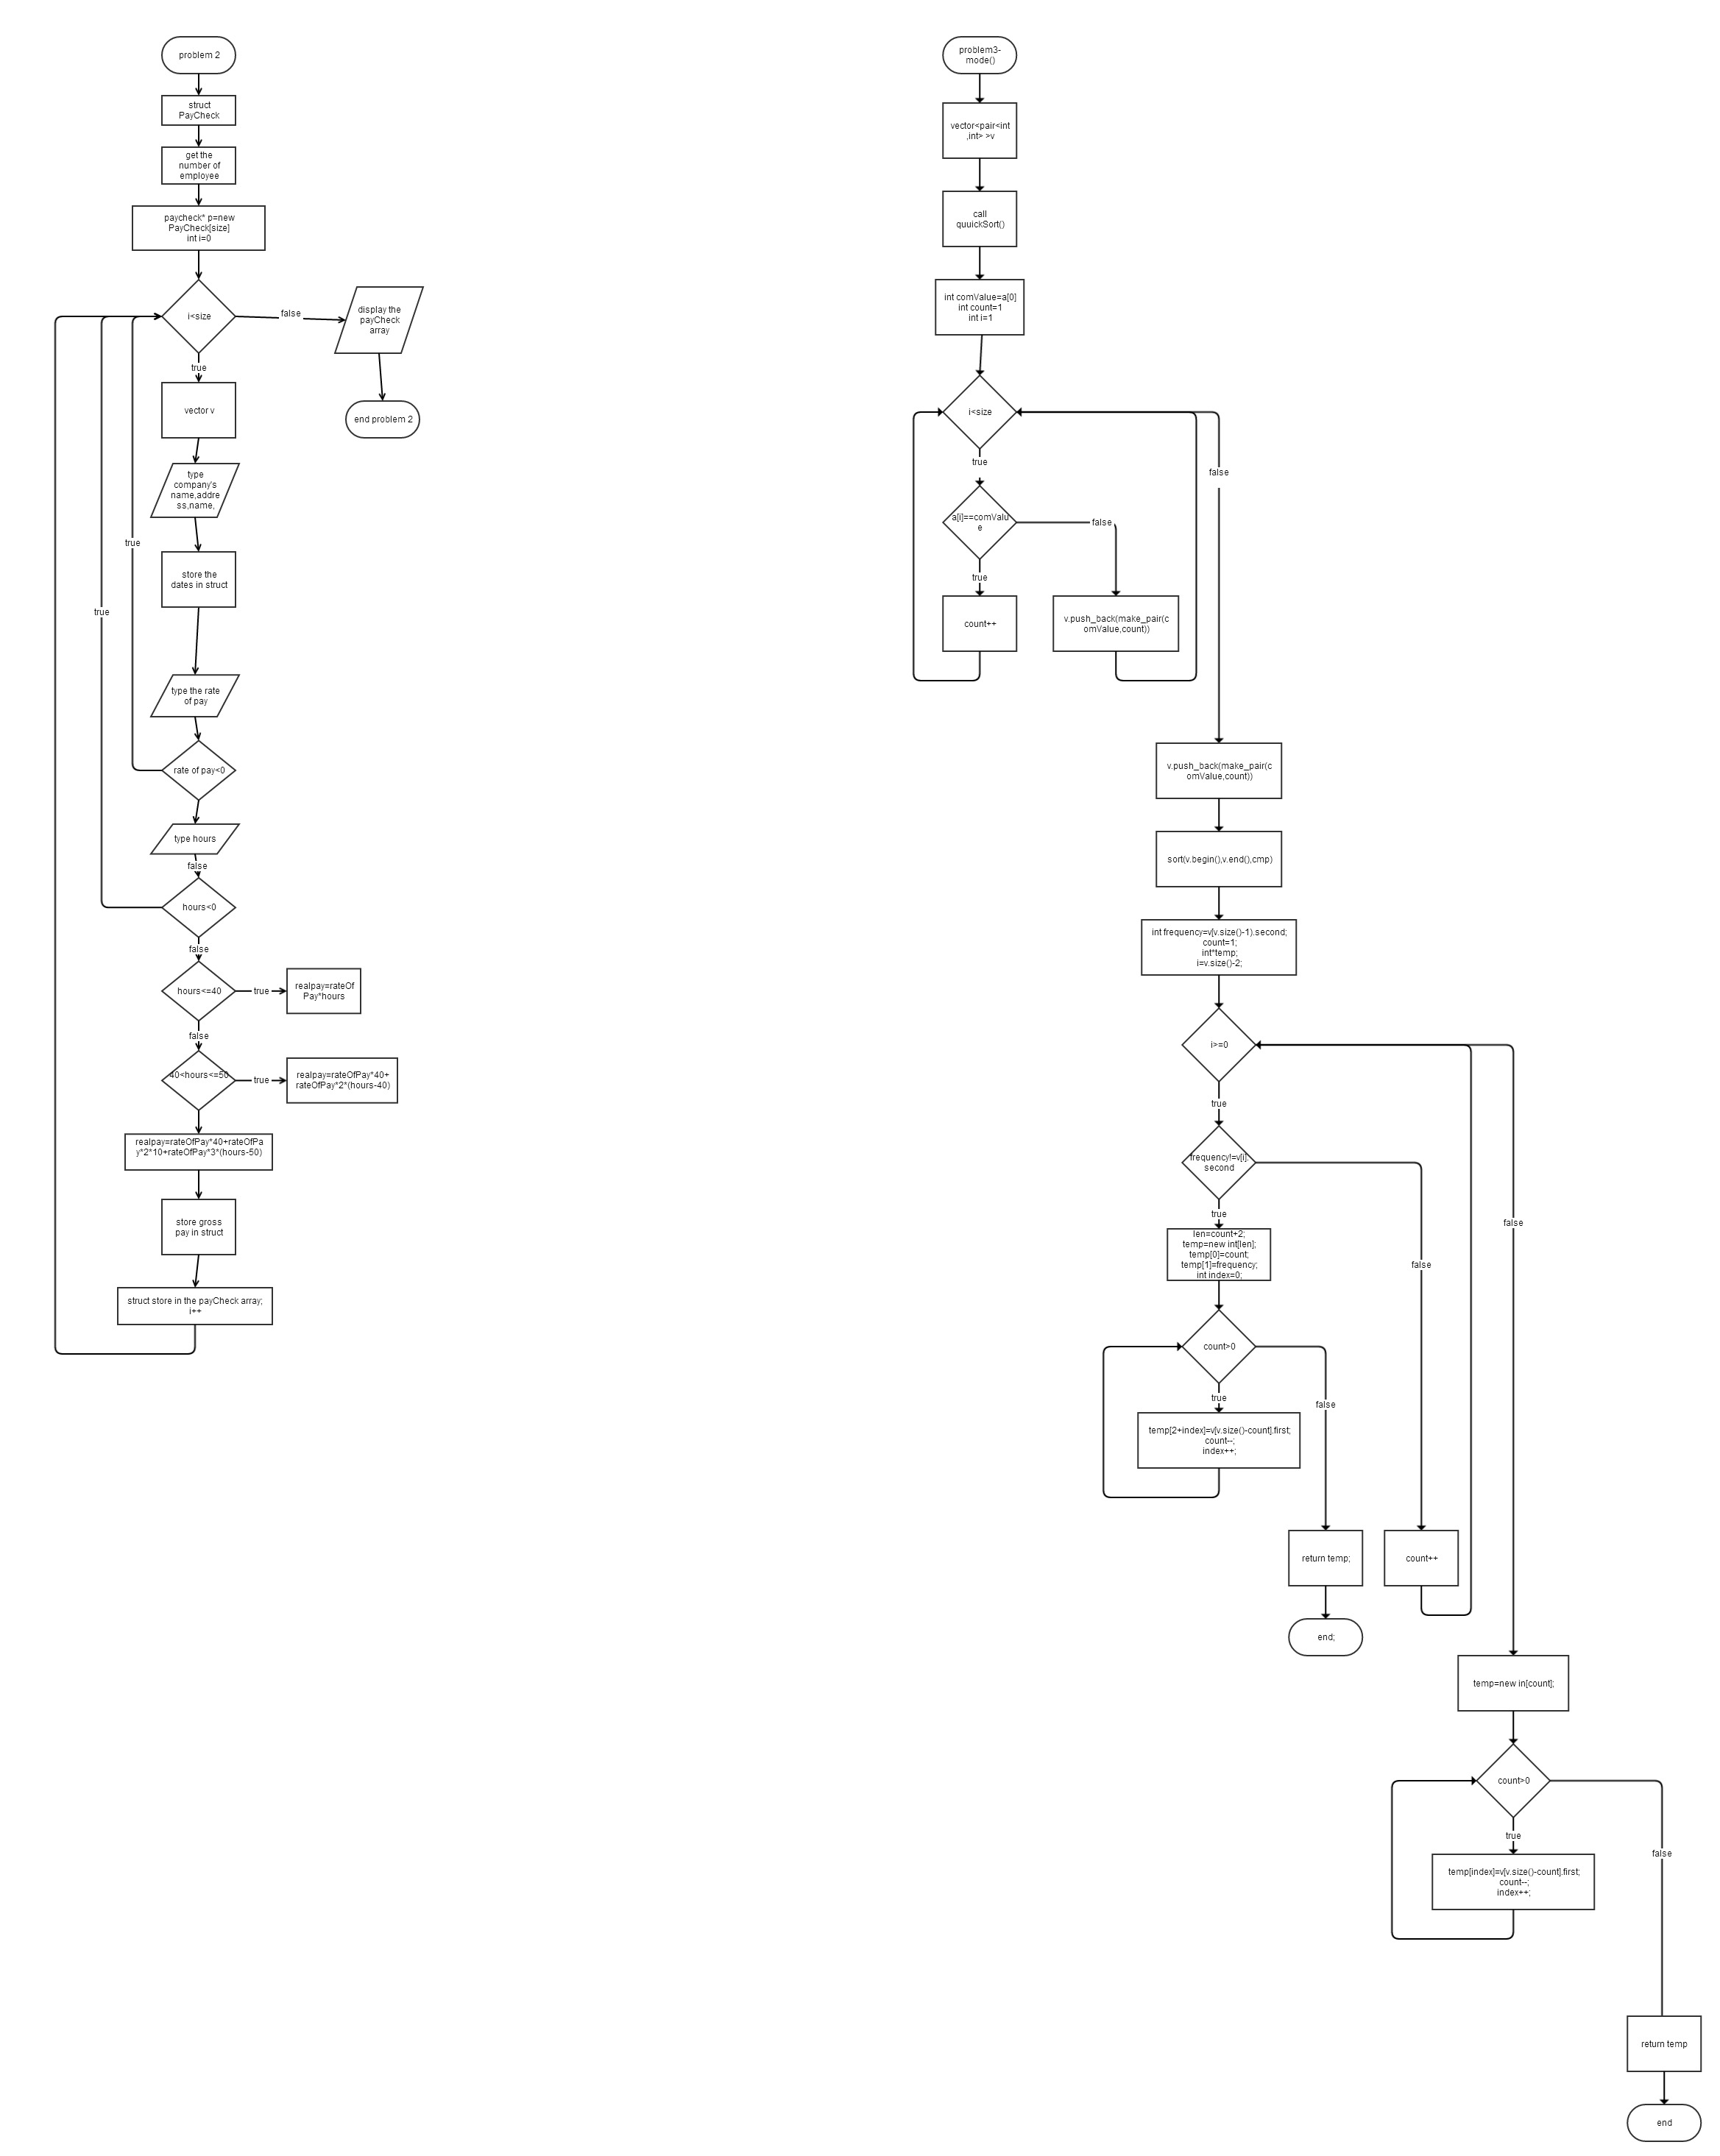 problem 2
struct
PayCheck
get the
number of
employee
paycheck* p=new
PayCheck[size]
int i=0
i<size
false
display the
payCheck
array
true
end problem 2
vector v
type
company's
name,addre
ss,name,
true
store the
dates in struct
true
type the rate
of pay
rate of pay<0
type hours
false
hours<0
false
hours<=40
true
realpay=rateOf
Pay*hours
false
40<hours<=50
true
realpay=rateOfPay*40+
rateOfPay*2*(hours-40)
realpay=rateOfPay*40+rateOfPa
y*2*10+rateOfPay*3*(hours-50)
store gross
pay in struct
struct store in the payCheck array;
i++
problem3-
mode()
vector<pair<int
,int> >v
call
quuickSort()
int comValue=a[0]
int count=1
int i=1
i<size
true
false
a[i]==comValu
e
false
true
count++
v.push_back(make_pair(c
omValue,count))
v.push_back(make_pair(c
omValue,count))
sort(v.begin(),v.end(),cmp)
int frequency=v[v.size()-1).second;
count=1;
int*temp;
i=v.size()-2;
i>=0
true
frequency!=v[i].
second
true
false
false
len=count+2;
temp=new int[len];
temp[0]=count;
temp[1]=frequency;
int index=0;
count>0
true
false
temp[2+index]=v[v.size()-count].first;
count--;
index++;
return temp;
count++
end;
temp=new in[count];
count>0
true
false
temp[index]=v[v.size()-count].first;
count--;
index++;
return temp
end